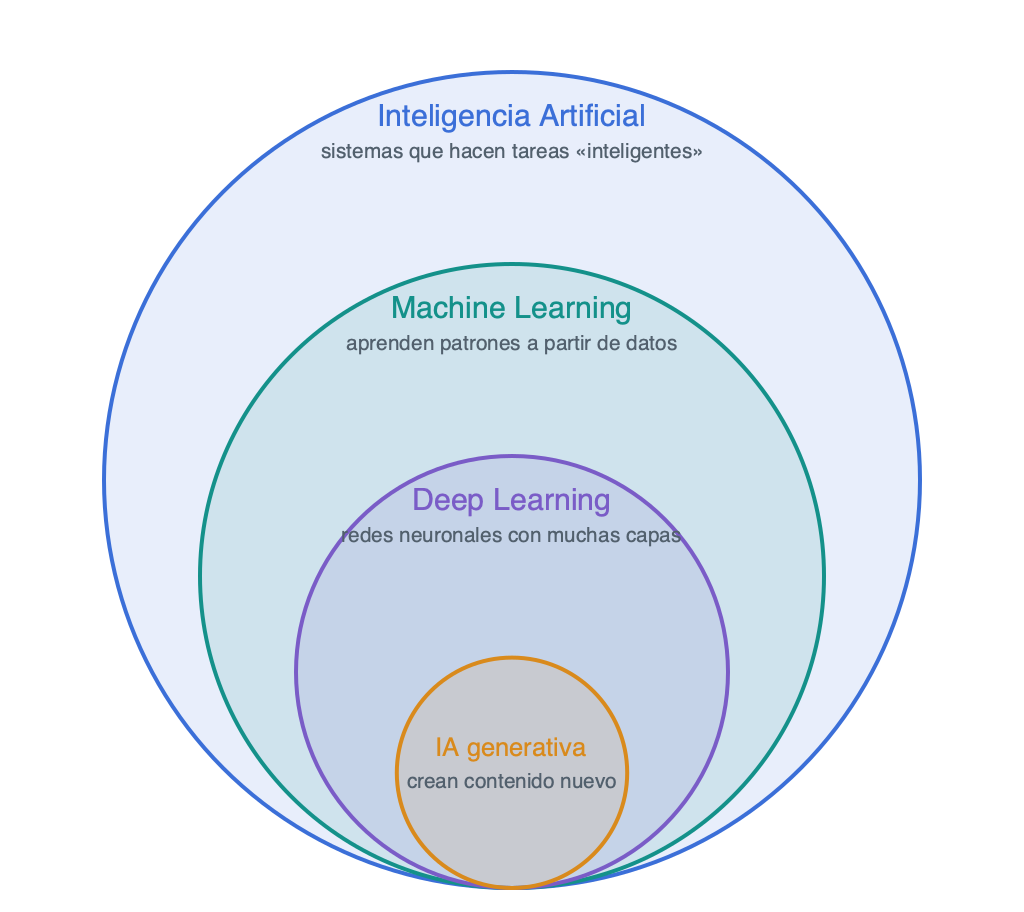 Inteligencia Artificial
sistemas que hacen tareas «inteligentes»
Machine Learning
aprenden patrones a partir de datos
Deep Learning
redes neuronales con muchas capas
IA generativa
crean contenido nuevo